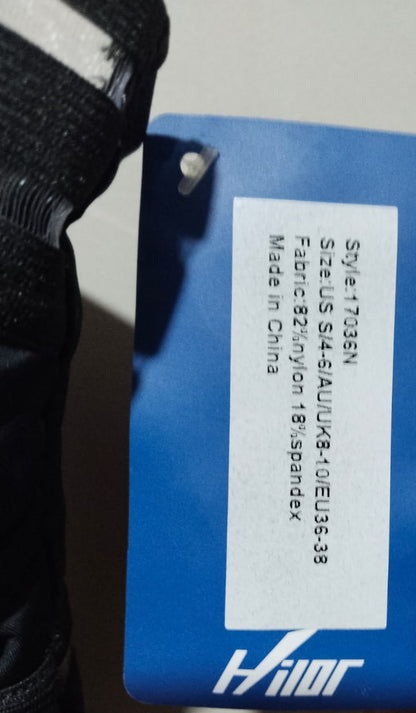 Style:17036N
Size:US S/4-6/AU/UK8-10/EU36-38
Fabric:82%nylon 18%spandex
Made in China
Hilor